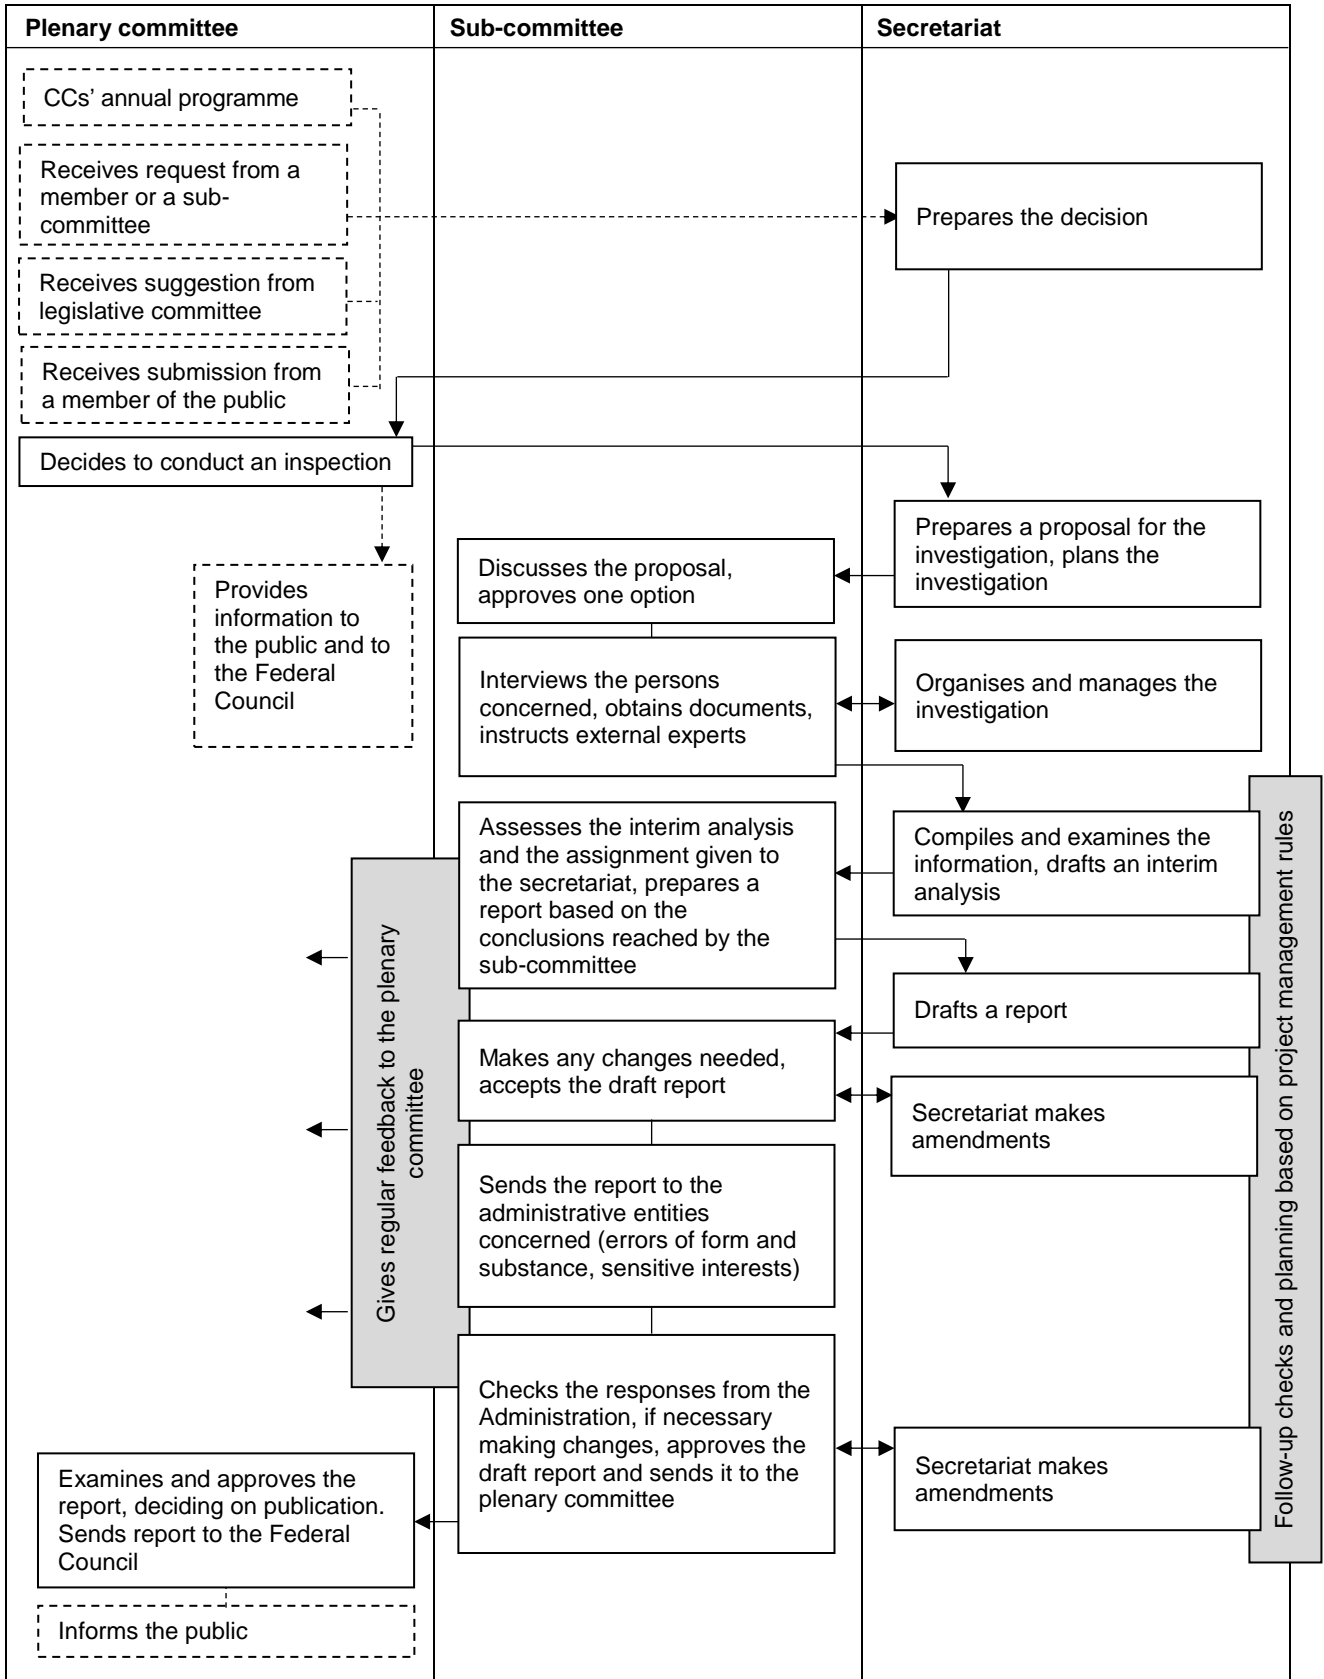 Plenary committee
Sub-committee
Secretariat
CCs’ annual programme
Receives request from a
member or a sub-
committee
Prepares the decision
Receives suggestion from
legislative committee
Receives submission from
a member of the public
Decides to conduct an inspection
Prepares a proposal for the
investigation, plans the
investigation
Discusses the proposal,
approves one option
Provides
information to
the public and to
the Federal
Council
Interviews the persons
concerned, obtains documents,
instructs external experts
Organises and manages the
investigation
Compiles and examines the
information, drafts an interim
analysis
Assesses the interim analysis
and the assignment given to
the secretariat, prepares a
report based on the
conclusions reached by the
sub-committee
Drafts a report
Makes any changes needed,
accepts the draft report
Secretariat makes
amendments
Sends the report to the
administrative entities
concerned (errors of form and
substance, sensitive interests)
Gives regular feedback to the plenary
committee
Follow-up checks and planning based on project management rules
Checks the responses from the
Administration, if necessary
making changes, approves the
draft report and sends it to the
plenary committee
Secretariat makes
amendments
Examines and approves the
report, deciding on publication.
Sends report to the Federal
Council
Informs the public